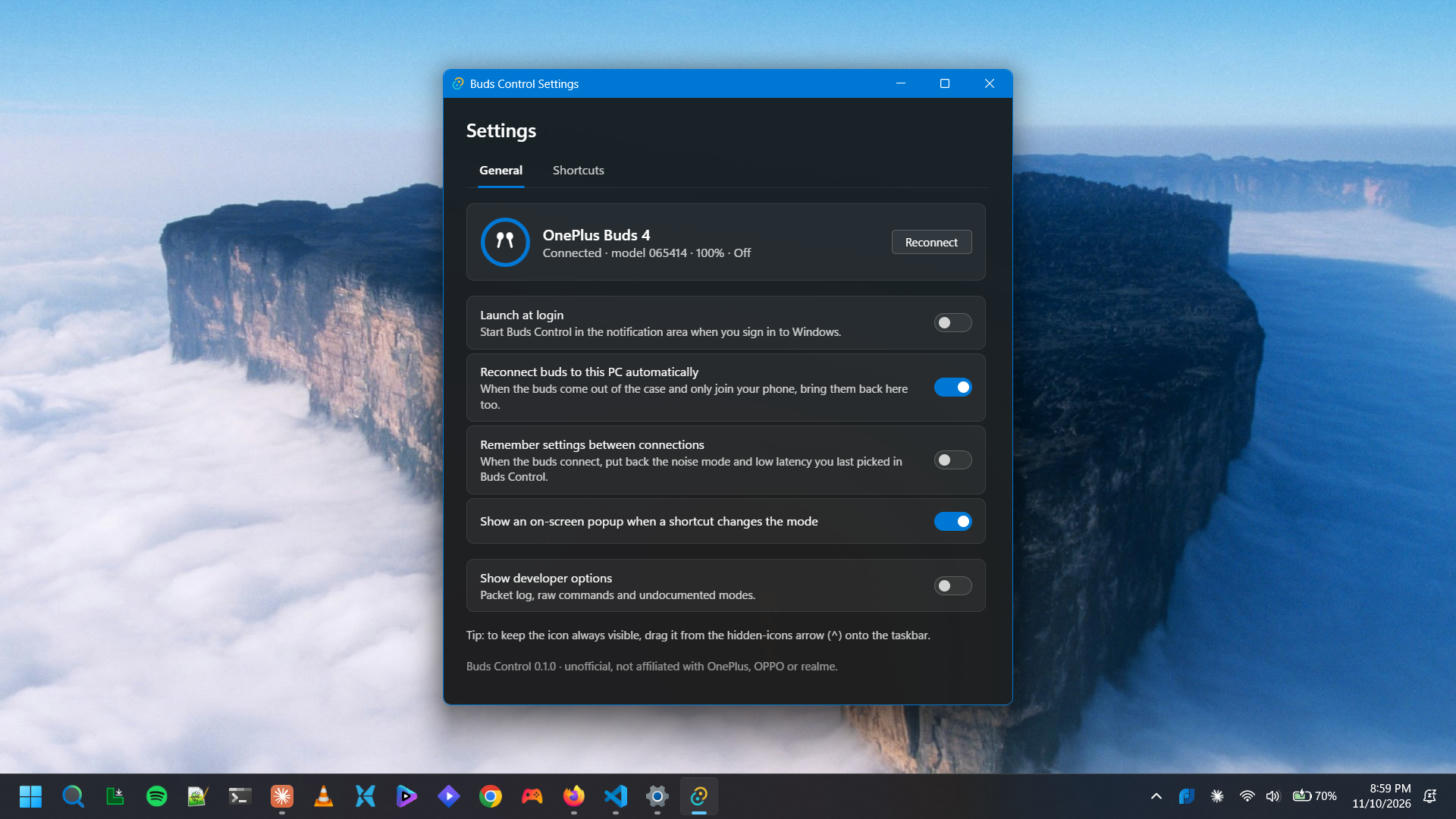 Buds Control Settings
Settings
General
Shortcuts
OnePlus Buds 4
Connected · model 065414 · 100% · Off
Reconnect
Launch at login
Start Buds Control in the notification area when you sign in to Windows.
Reconnect buds to this PC automatically
When the buds come out of the case and only join your phone, bring them back here
too.
Remember settings between connections
When the buds connect, put back the noise mode and low latency you last picked in
Buds Control.
Show an on-screen popup when a shortcut changes the mode
Show developer options
Packet log, raw commands and undocumented modes.
Tip: to keep the icon always visible, drag it from the hidden-icons arrow (^) onto the taskbar.
Buds Control 0.1.0 · unofficial, not affiliated with OnePlus, OPPO or realme.
70%
8:59 PM
11/10/2026